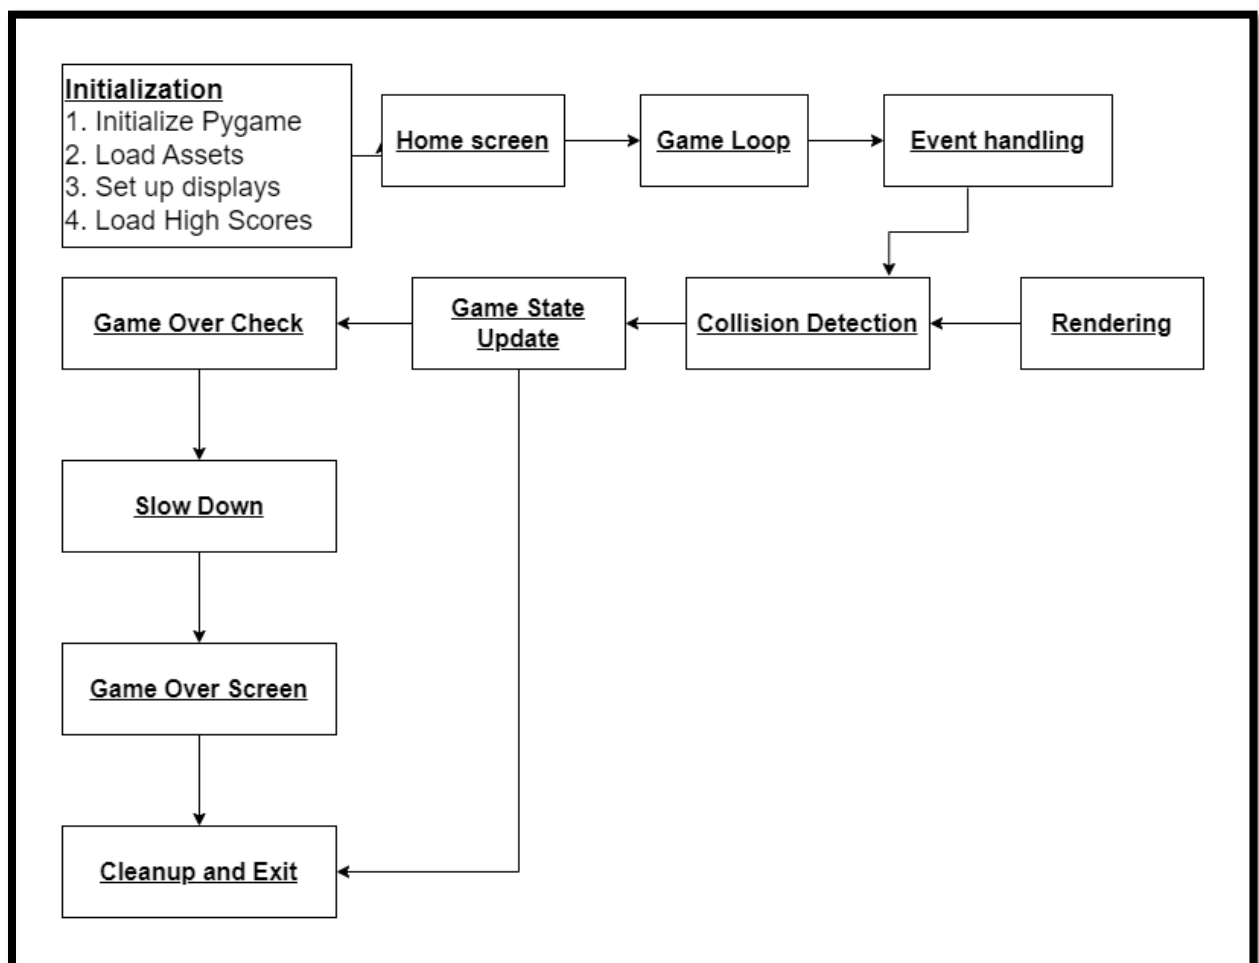 Initialization
1. Initialize Pygame
2. Load Assets
3. Set up displays
4. Load High Scores
Home screen
Game Loop
Event handling
Game Over Check
Game State
Update
Collision Detection
Rendering
Slow Down
Game Over Screen
Cleanup and Exit